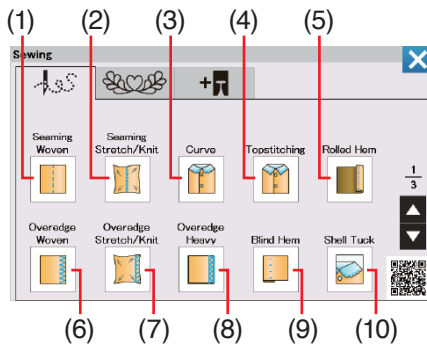 (1) (2) (3) (4) (5)
Sewing
Seaming Seaming
Woven Stretch/Knit Curve Topstitching Rolled Hem
1
3
Overedge Overedge Overedge
Woven Stretch/Knit Heavy Blind Hem Shell Tuck
(6) (7) (8) (9) (10)